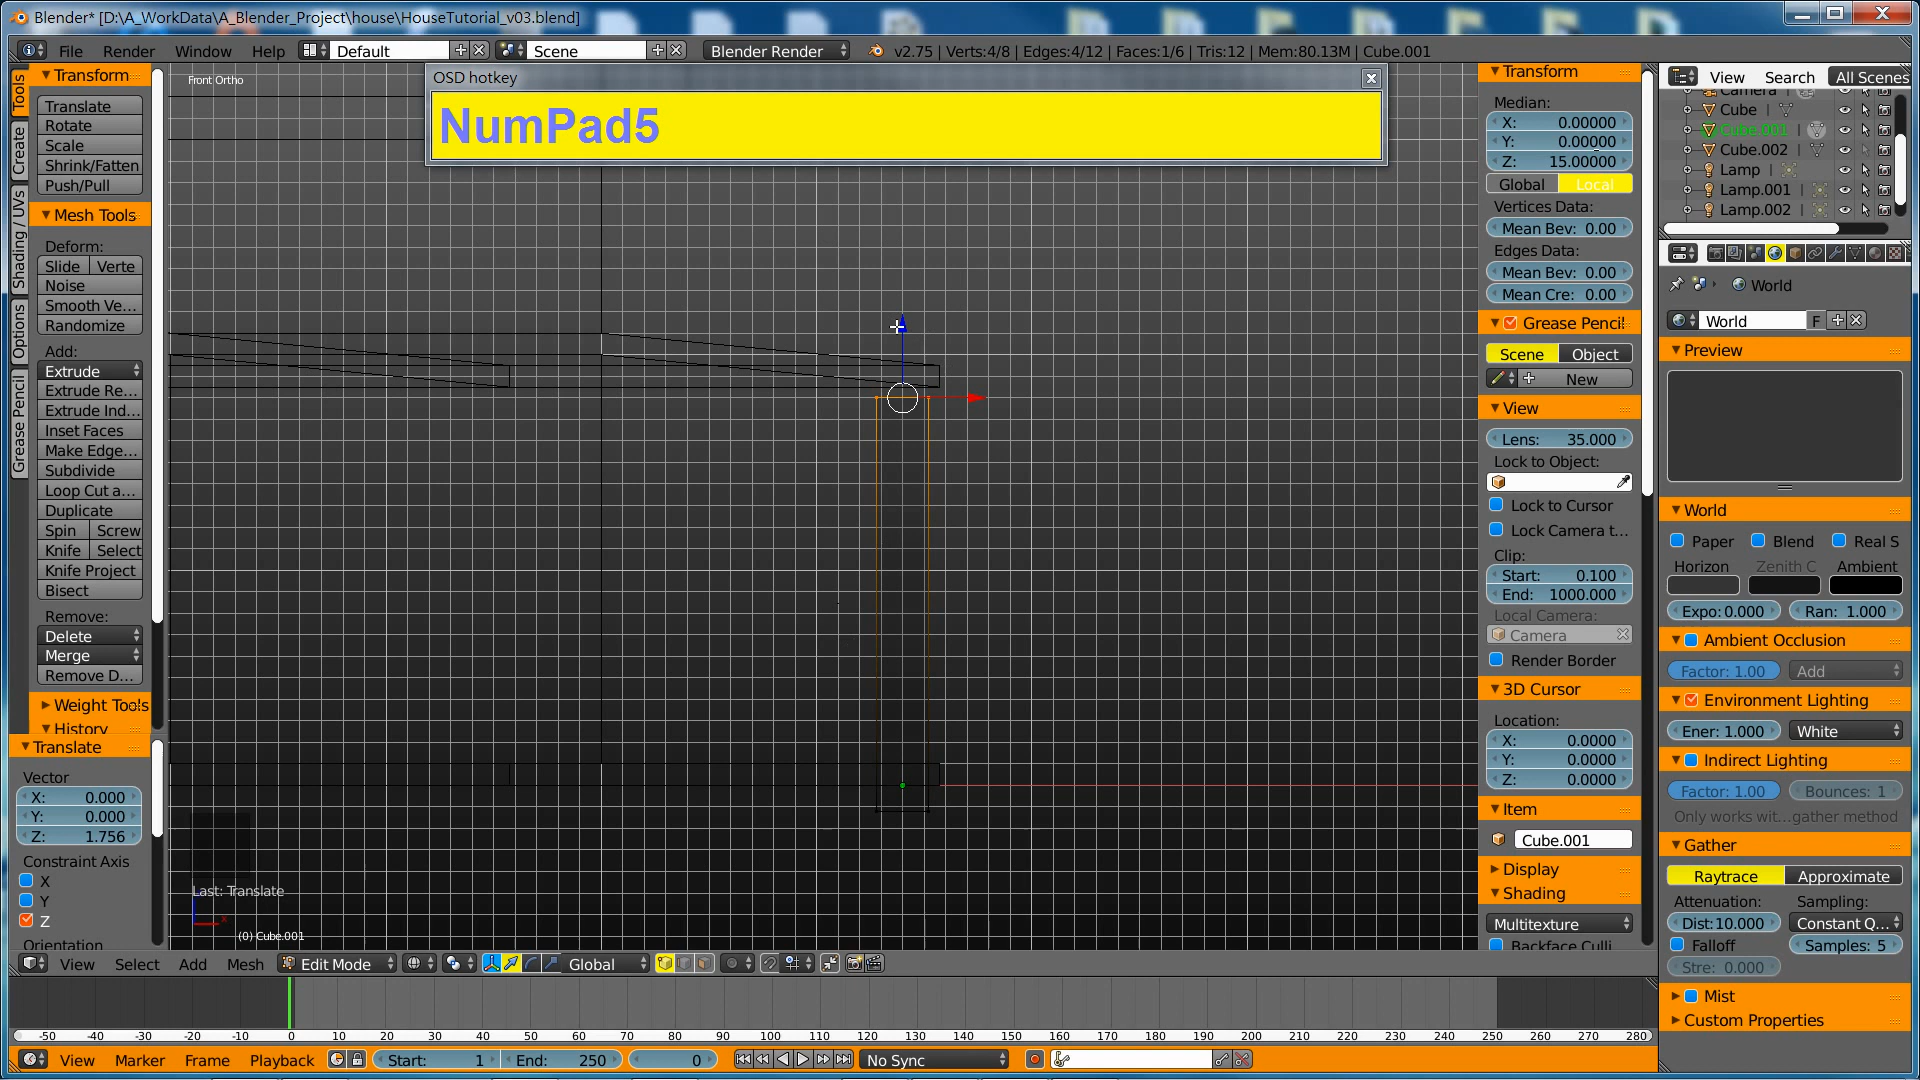 Blender* [D:\A_WorkData\A_Blender_Project\house\HouseTutorial_v03.blend]
File Render Window Help Default Scene Blender Render v2.75 | Verts:4/8 | Edges:4/12 | Faces:1/6 | Tris:12 | Mem:80.13M | Cube.001
OSD hotkey
NumPad5
Front Ortho
Tools
Create
Shading / UVs
Options
Grease Pencil
Transform
Translate
Rotate
Scale
Shrink/Fatten
Push/Pull
Mesh Tools
Deform:
Slide Verte
Noise
Smooth Ve...
Randomize
Add:
Extrude
Extrude Re...
Extrude Ind...
Inset Faces
Make Edge...
Subdivide
Loop Cut a...
Duplicate
Spin Screw
Knife Select
Knife Project
Bisect
Remove:
Delete
Merge
Remove D...
Weight Tools
History
Translate
Vector
X: 0.000
Y: 0.000
Z: 1.756
Constraint Axis
X
Y
Z
Orientation
Last: Translate
(0) Cube.001
View Select Add Mesh Edit Mode Global
Transform
Median:
X: 0.00000
Y: 0.00000
Z: 15.00000
Global Local
Vertices Data:
Mean Bev: 0.00
Edges Data:
Mean Bev: 0.00
Mean Cre: 0.00
Grease Pencil
Scene Object
New
View
Lens: 35.000
Lock to Object:
Lock to Cursor
Lock Camera t...
Clip:
Start: 0.100
End: 1000.000
Local Camera:
Camera
Render Border
3D Cursor
Location:
X: 0.0000
Y: 0.0000
Z: 0.0000
Item
Cube.001
Display
Shading
Multitexture
Backface Culli
View Search All Scenes
Camera
Cube
Cube.001
Cube.002
Lamp
Lamp.001
Lamp.002
World
World F
Preview
World
Paper Blend Real S
Horizon Zenith C Ambient
Expo: 0.000 Ran: 1.000
Ambient Occlusion
Factor: 1.00 Add
Environment Lighting
Ener: 1.000 White
Indirect Lighting
Factor: 1.00 Bounces: 1
Only works wit...gather method
Gather
Raytrace Approximate
Attenuation: Sampling:
Dist:10.000 Constant Q...
Falloff Samples: 5
Stre: 0.000
Mist
Custom Properties
-50 -40 -30 -20 -10 0 10 20 30 40 50 60 70 80 90 100 110 120 130 140 150 160 170 180 190 200 210 220 230 240 250 260 270 280
View Marker Frame Playback Start: 1 End: 250 0 No Sync